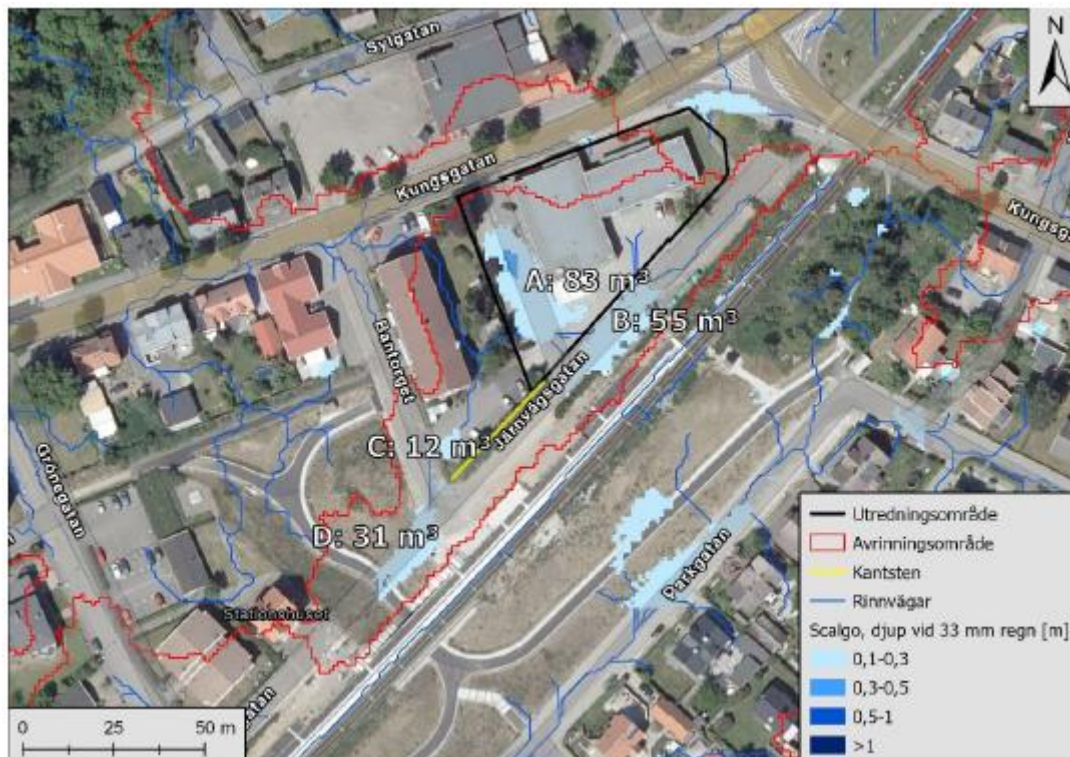 N
Sylgatan
Kungsgatan
Kungsga
A: 83 m³
B: 55 m³
Bantorget
Järnvägsgatan
C: 12 m³
Grönegatan
D: 31 m³
Parkgatan
Stationshuset
gatan
0 25 50 m
Utredningsområde
Avrinningsområde
Kantsten
Rinnvägar
Scalgo, djup vid 33 mm regn [m]
0,1-0,3
0,3-0,5
0,5-1
>1